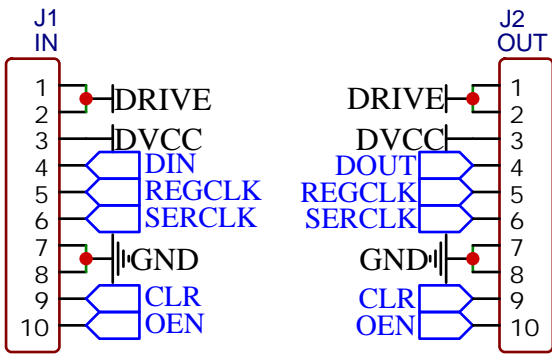 J1 J2
IN OUT
1 DRIVE DRIVE 1
2 2
3 DVCC DVCC 3
4 DIN DOUT 4
5 REGCLK REGCLK 5
6 SERCLK SERCLK 6
7 GND GND 7
8 8
9 CLR CLR 9
10 OEN OEN 10